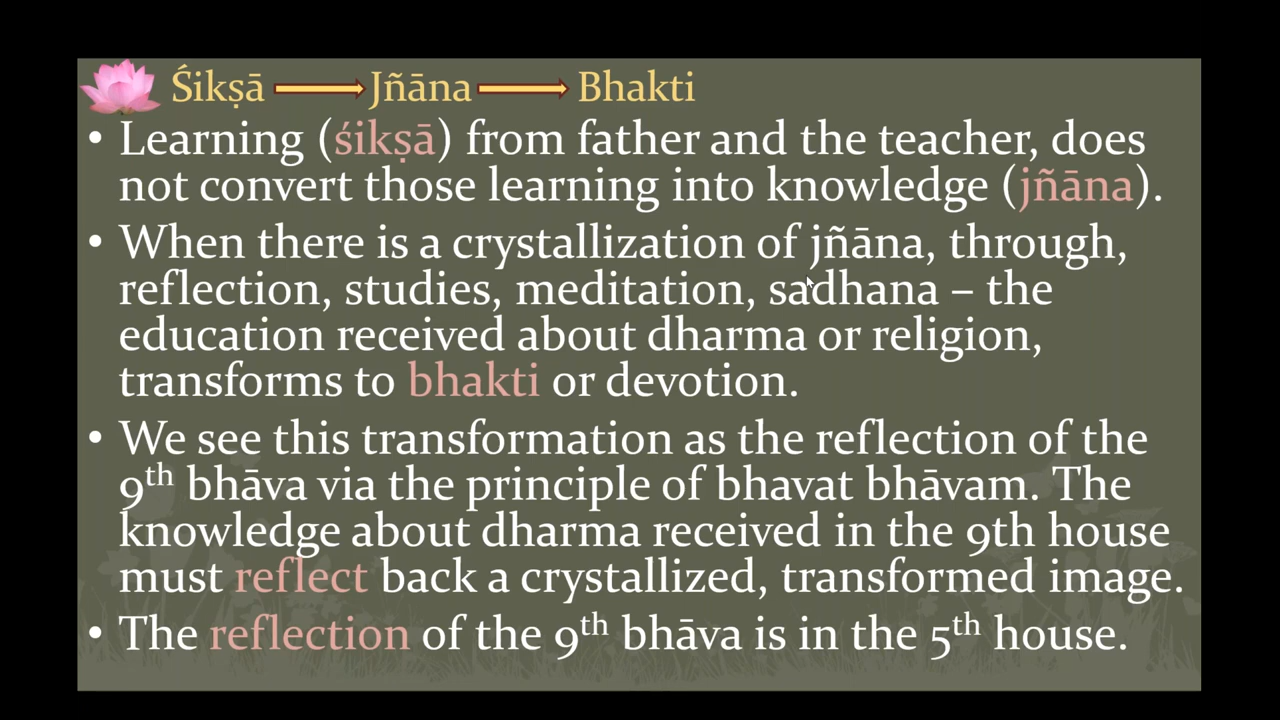 Śikṣā Jñāna Bhakti
• Learning (śikṣā) from father and the teacher, does
not convert those learning into knowledge (jñāna).
• When there is a crystallization of jñāna, through,
reflection, studies, meditation, sadhana – the
education received about dharma or religion,
transforms to bhakti or devotion.
• We see this transformation as the reflection of the
9th bhāva via the principle of bhavat bhāvam. The
knowledge about dharma received in the 9th house
must reflect back a crystallized, transformed image.
• The reflection of the 9th bhāva is in the 5th house.